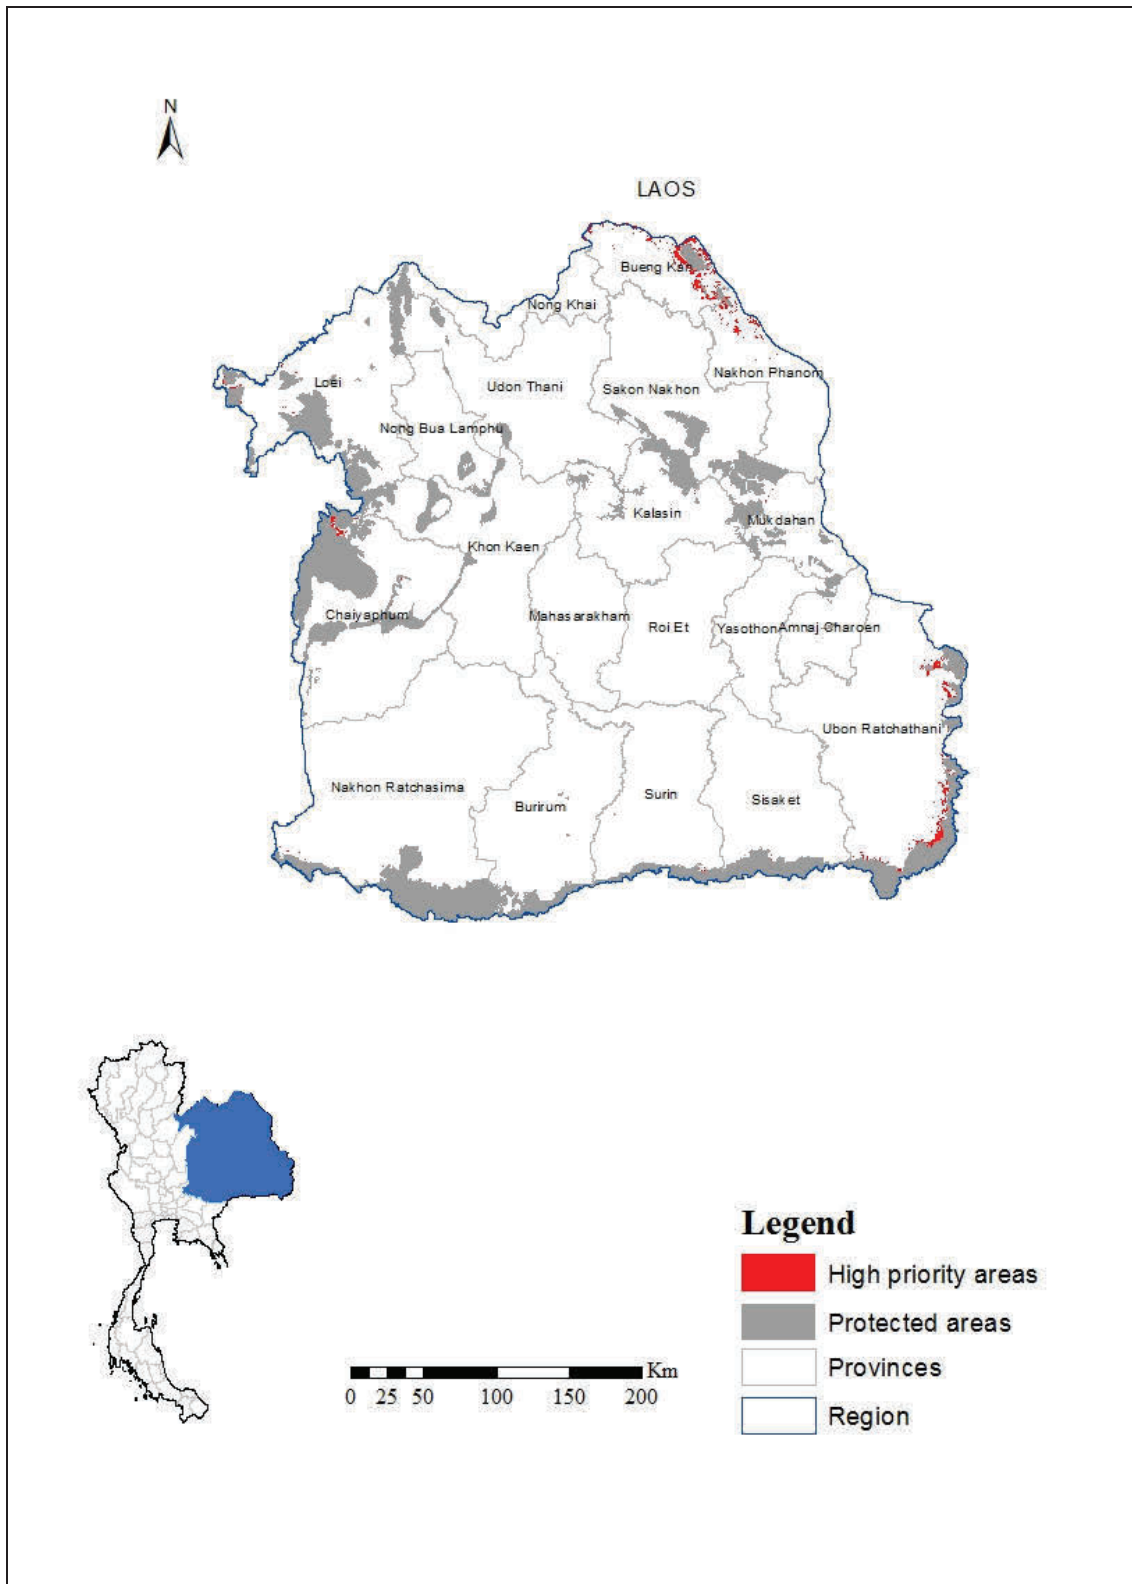 N
LAOS
Bueng Kan
Nong Khai
Nakhon Phanom
Loei
Udon Thani
Sakon Nakhon
Nong Bua Lamphu
Kalasin
Mukdahan
Khon Kaen
Chaiyaphum
Mahasarakham
Roi Et
Yasothon
Amnaj Charoen
Ubon Ratchathani
Nakhon Ratchasima
Burirum
Surin
Sisaket
Legend
High priority areas
Protected areas
Provinces
Region
Km
0 25 50 100 150 200